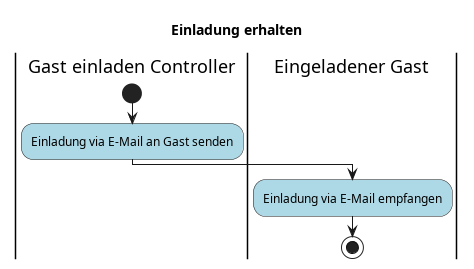 Einladung erhalten
Gast einladen Controller
Eingeladener Gast
Einladung via E-Mail an Gast senden
Einladung via E-Mail empfangen